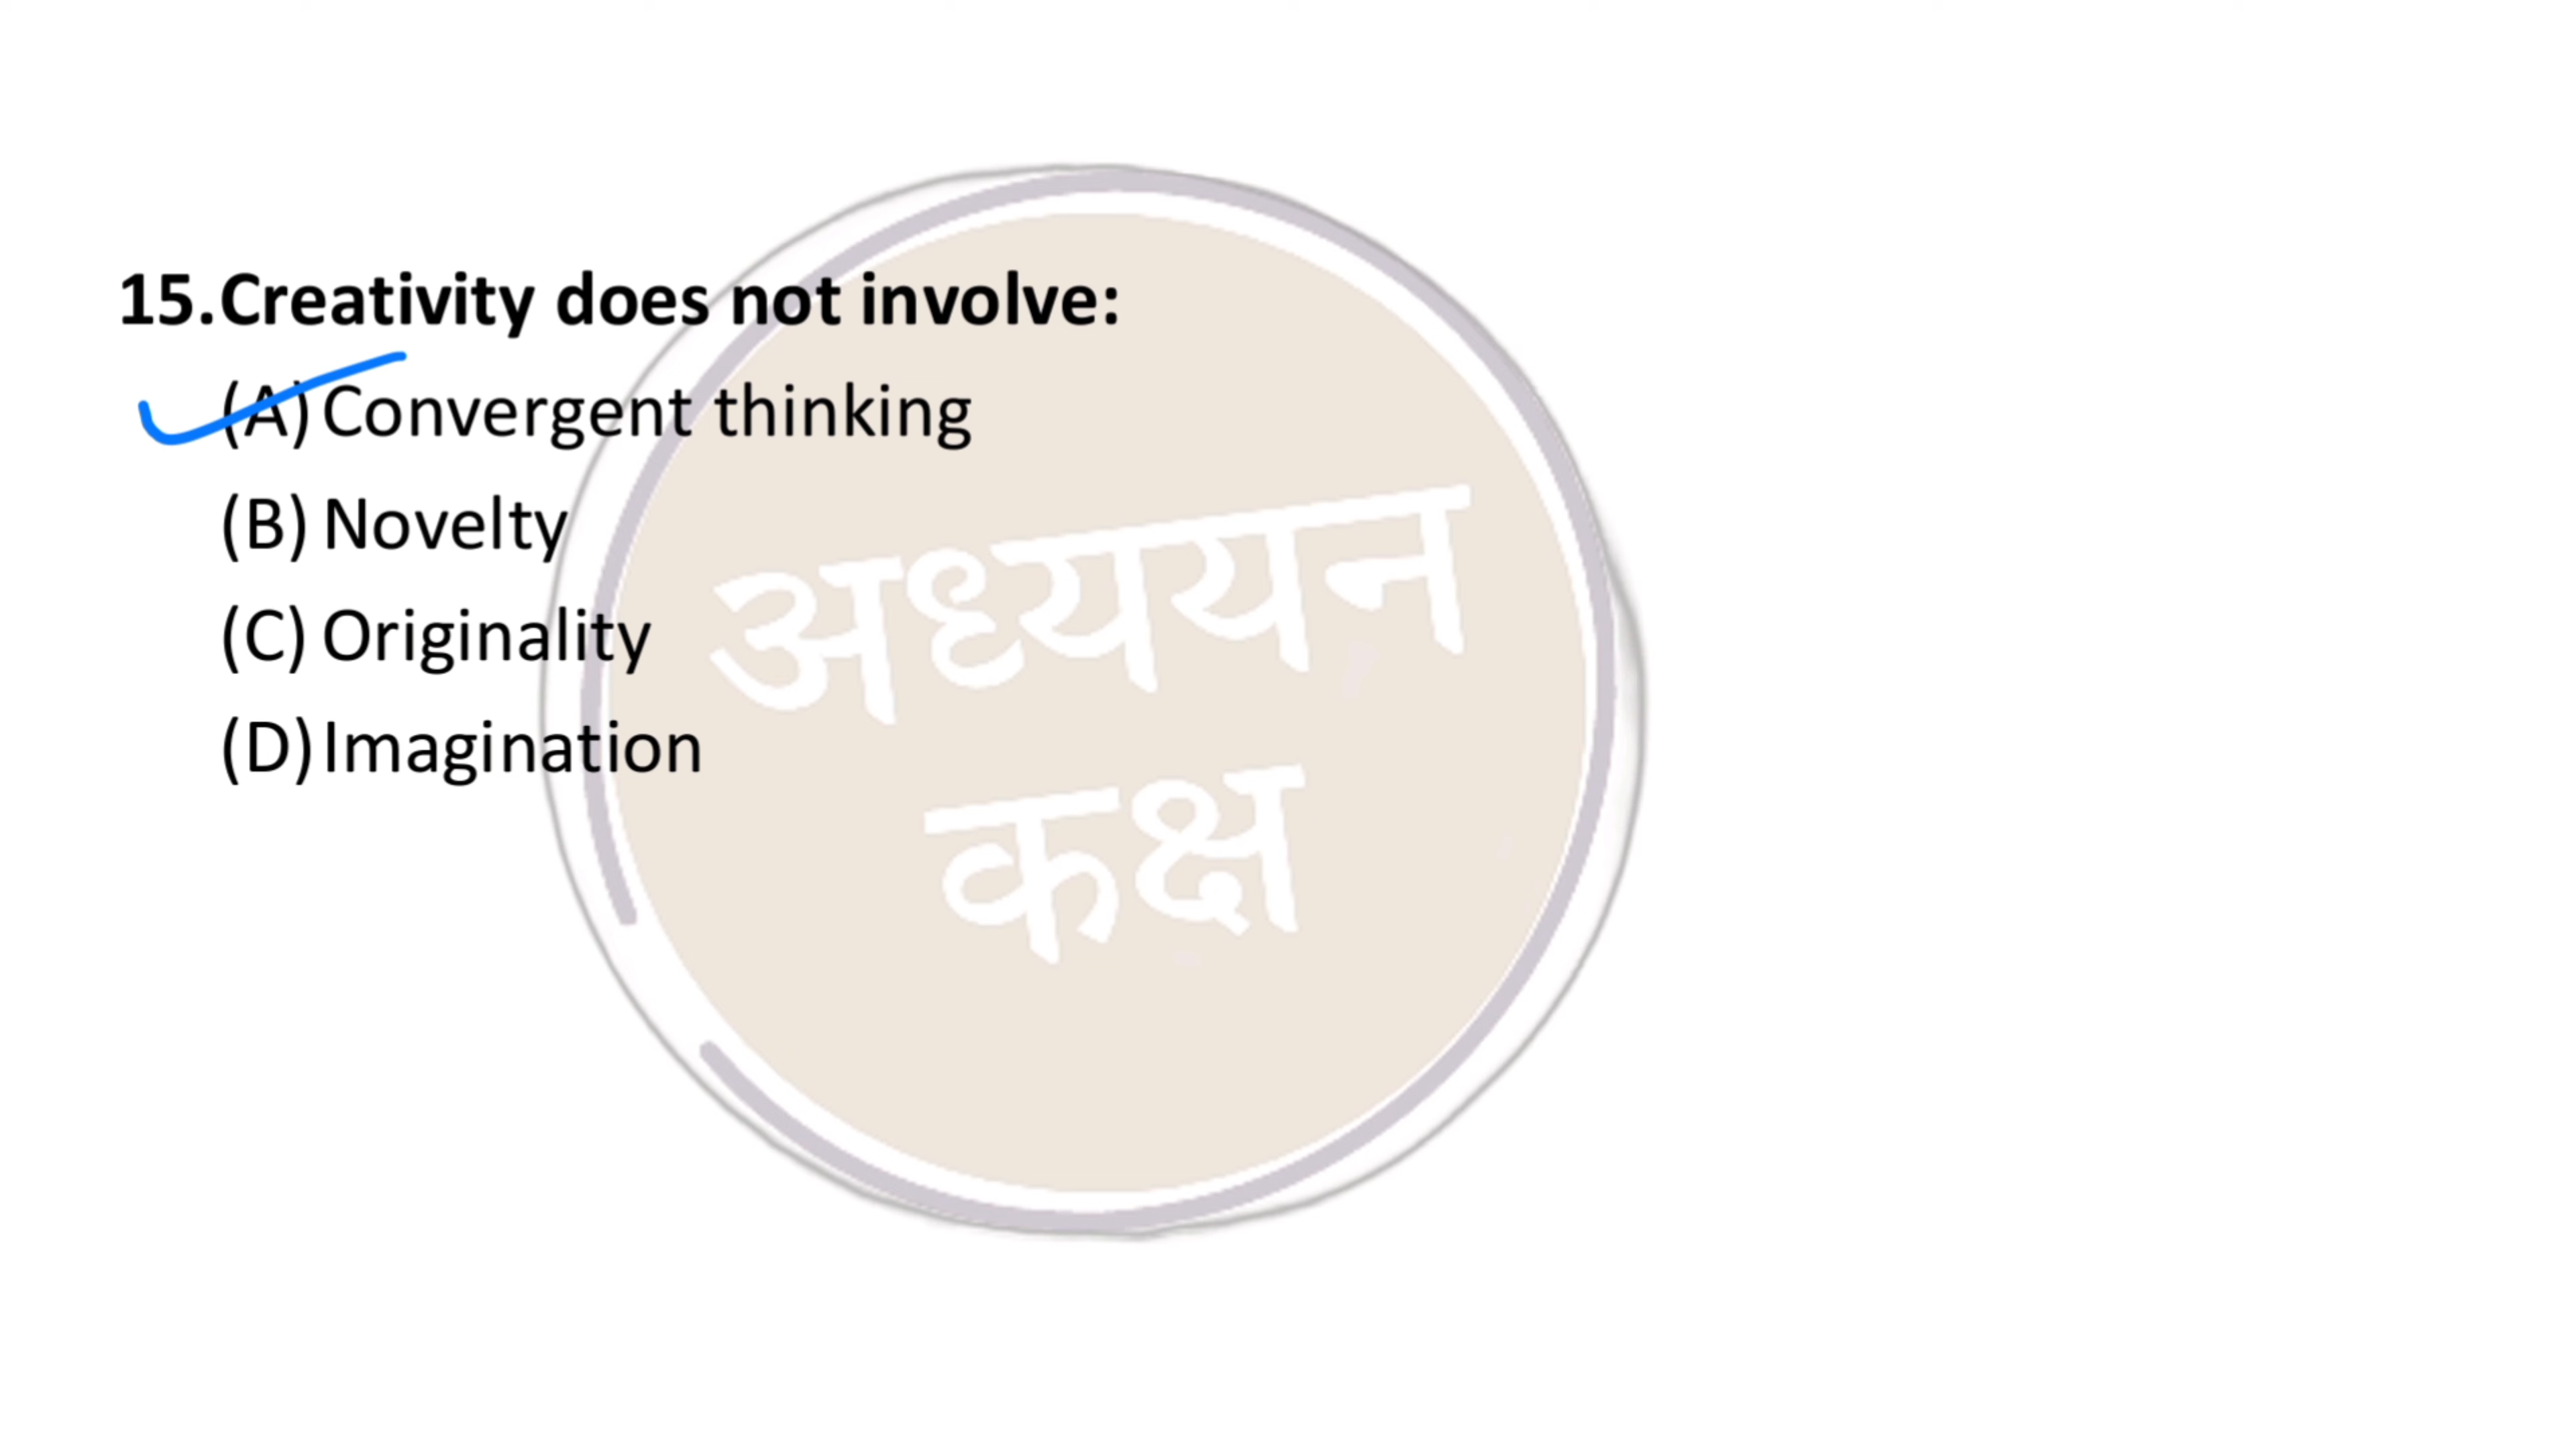 15.Creativity does not involve:
(A) Convergent thinking
(B) Novelty
(C) Originality
(D) Imagination
अध्ययन
कक्ष